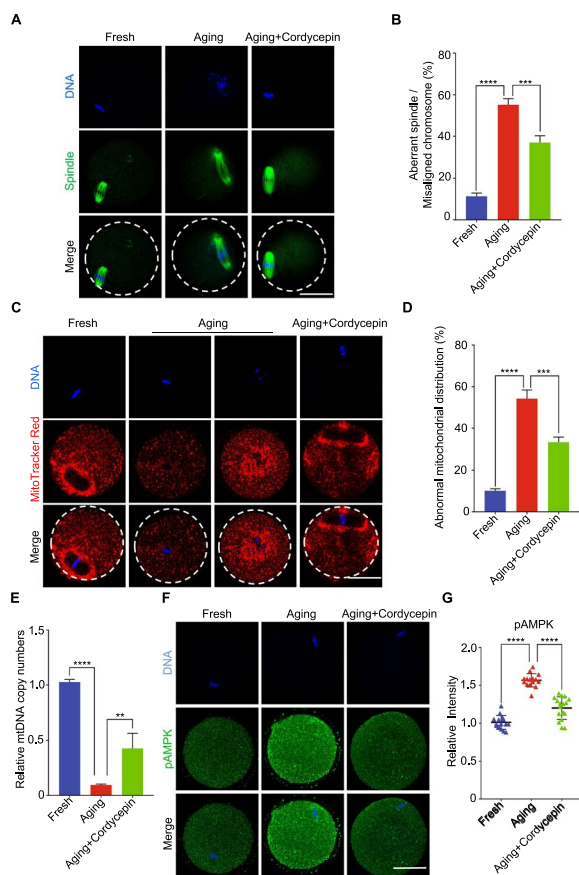 A
Fresh
Aging
Aging+Cordycepin
DNA
Spindle
Merge
B
Aberrant spindle /
Misaligned chromosome (%)
80
60
40
20
0
****
***
Fresh
Aging
Aging+Cordycepin
C
Fresh
Aging
Aging+Cordycepin
DNA
MitoTracker Red
Merge
D
Abnormal mitochondrial distribution (%)
80
60
40
20
0
****
***
Fresh
Aging
Aging+Cordycepin
E
Relative mtDNA copy numbers
1.5
1.0
0.5
0
****
**
Fresh
Aging
Aging+Cordycepin
F
Fresh
Aging
Aging+Cordycepin
DNA
pAMPK
Merge
G
pAMPK
Relative Intensity
2.0
1.5
1.0
0.5
0
****
****
Fresh
Aging
Aging+Cordycepin